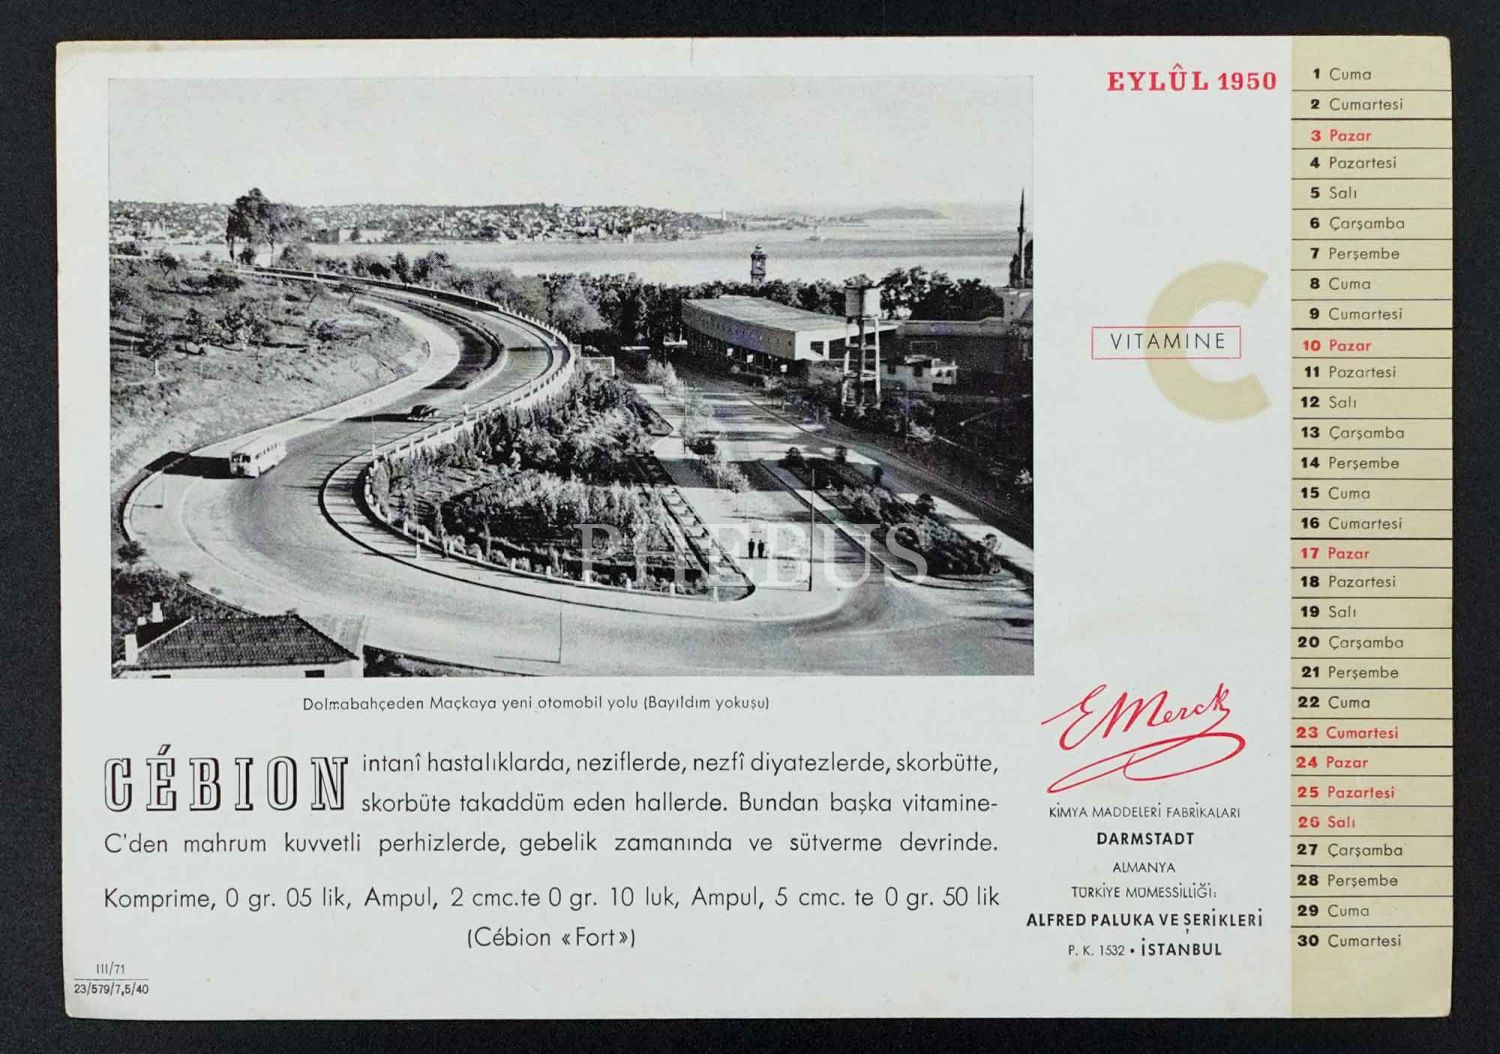 EYLÛL 1950
1 Cuma
2 Cumartesi
3 Pazar
4 Pazartesi
5 Salı
6 Çarşamba
7 Perşembe
8 Cuma
9 Cumartesi
10 Pazar
11 Pazartesi
12 Salı
13 Çarşamba
14 Perşembe
15 Cuma
16 Cumartesi
17 Pazar
18 Pazartesi
19 Salı
20 Çarşamba
21 Perşembe
22 Cuma
23 Cumartesi
24 Pazar
25 Pazartesi
26 Salı
27 Çarşamba
28 Perşembe
29 Cuma
30 Cumartesi
VITAMINE C
PHEBUS
Dolmabahçeden Maçkaya yeni otomobil yolu (Bayıldım yokuşu)
CÉBION intanî hastalıklarda, neziflerde, nezfî diyatezlerde, skorbütte,
skorbüte takaddüm eden hallerde. Bundan başka vitamine-
C'den mahrum kuvvetli perhizlerde, gebelik zamanında ve sütverme devrinde.
Komprime, 0 gr. 05 lik, Ampul, 2 cmc.te 0 gr. 10 luk, Ampul, 5 cmc. te 0 gr. 50 lik
(Cébion «Fort»)
III/71
23/579/7,5/40
E. Merck
KİMYA MADDELERİ FABRİKALARI
DARMSTADT
ALMANYA
TÜRKİYE MÜMESSİLLİĞİ:
ALFRED PALUKA VE ŞERİKLERİ
P. K. 1532 • İSTANBUL